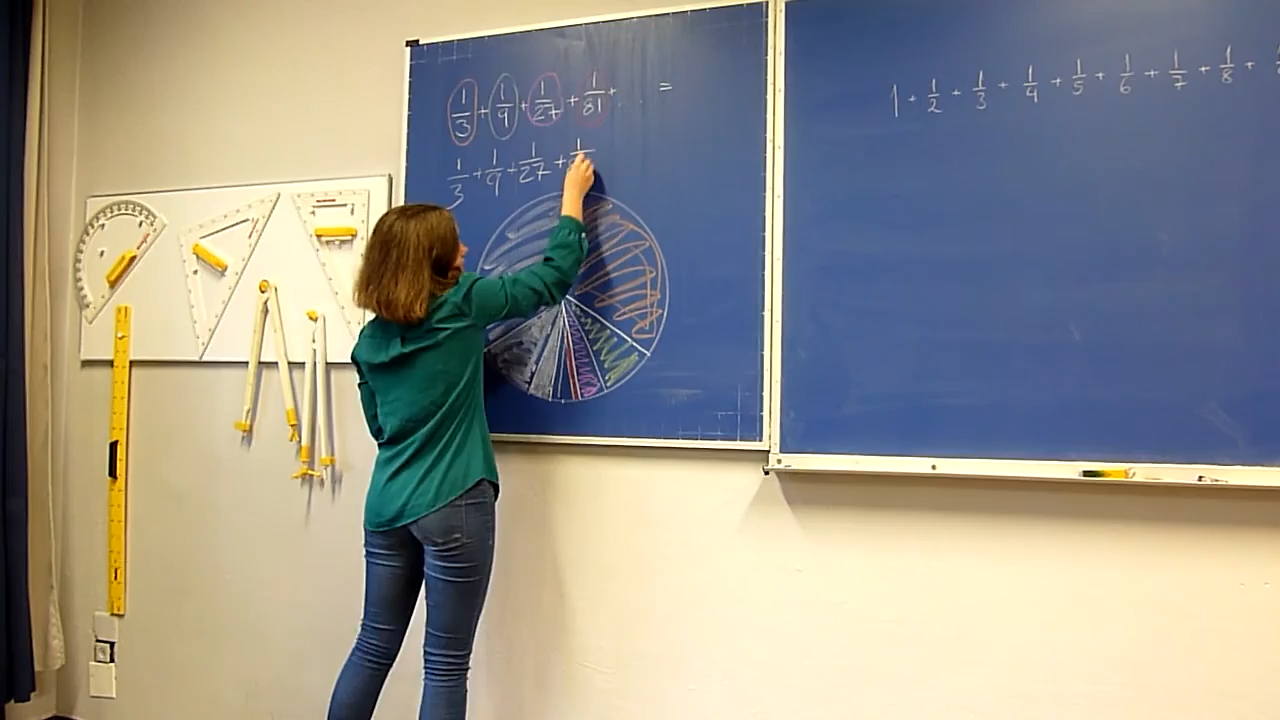 1/3 + 1/9 + 1/27 + 1/81 + . . . =
1/3 + 1/9 + 1/27 + 1/
1 + 1/2 + 1/3 + 1/4 + 1/5 + 1/6 + 1/7 + 1/8 +